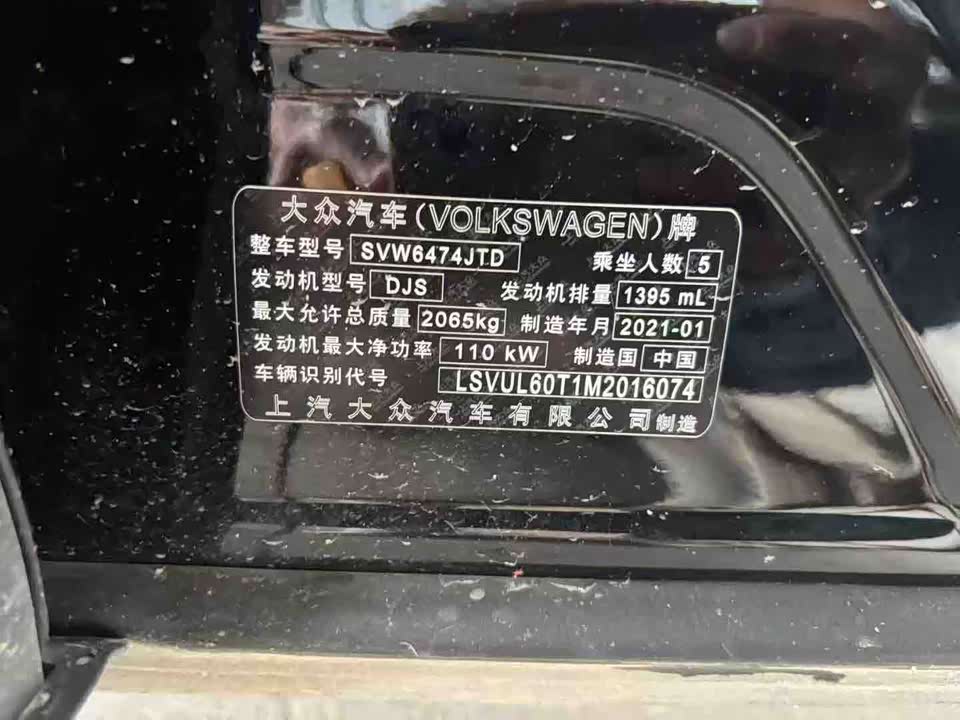 大众汽车(VOLKSWAGEN)牌
整车型号 SVW6474JTD 乘坐人数 5
发动机型号 DJS 发动机排量 1395 mL
最大允许总质量 2065kg 制造年月 2021-01
发动机最大净功率 110 kW 制造国 中国
车辆识别代号 LSVUL60T1M2016074
上汽大众汽车有限公司制造